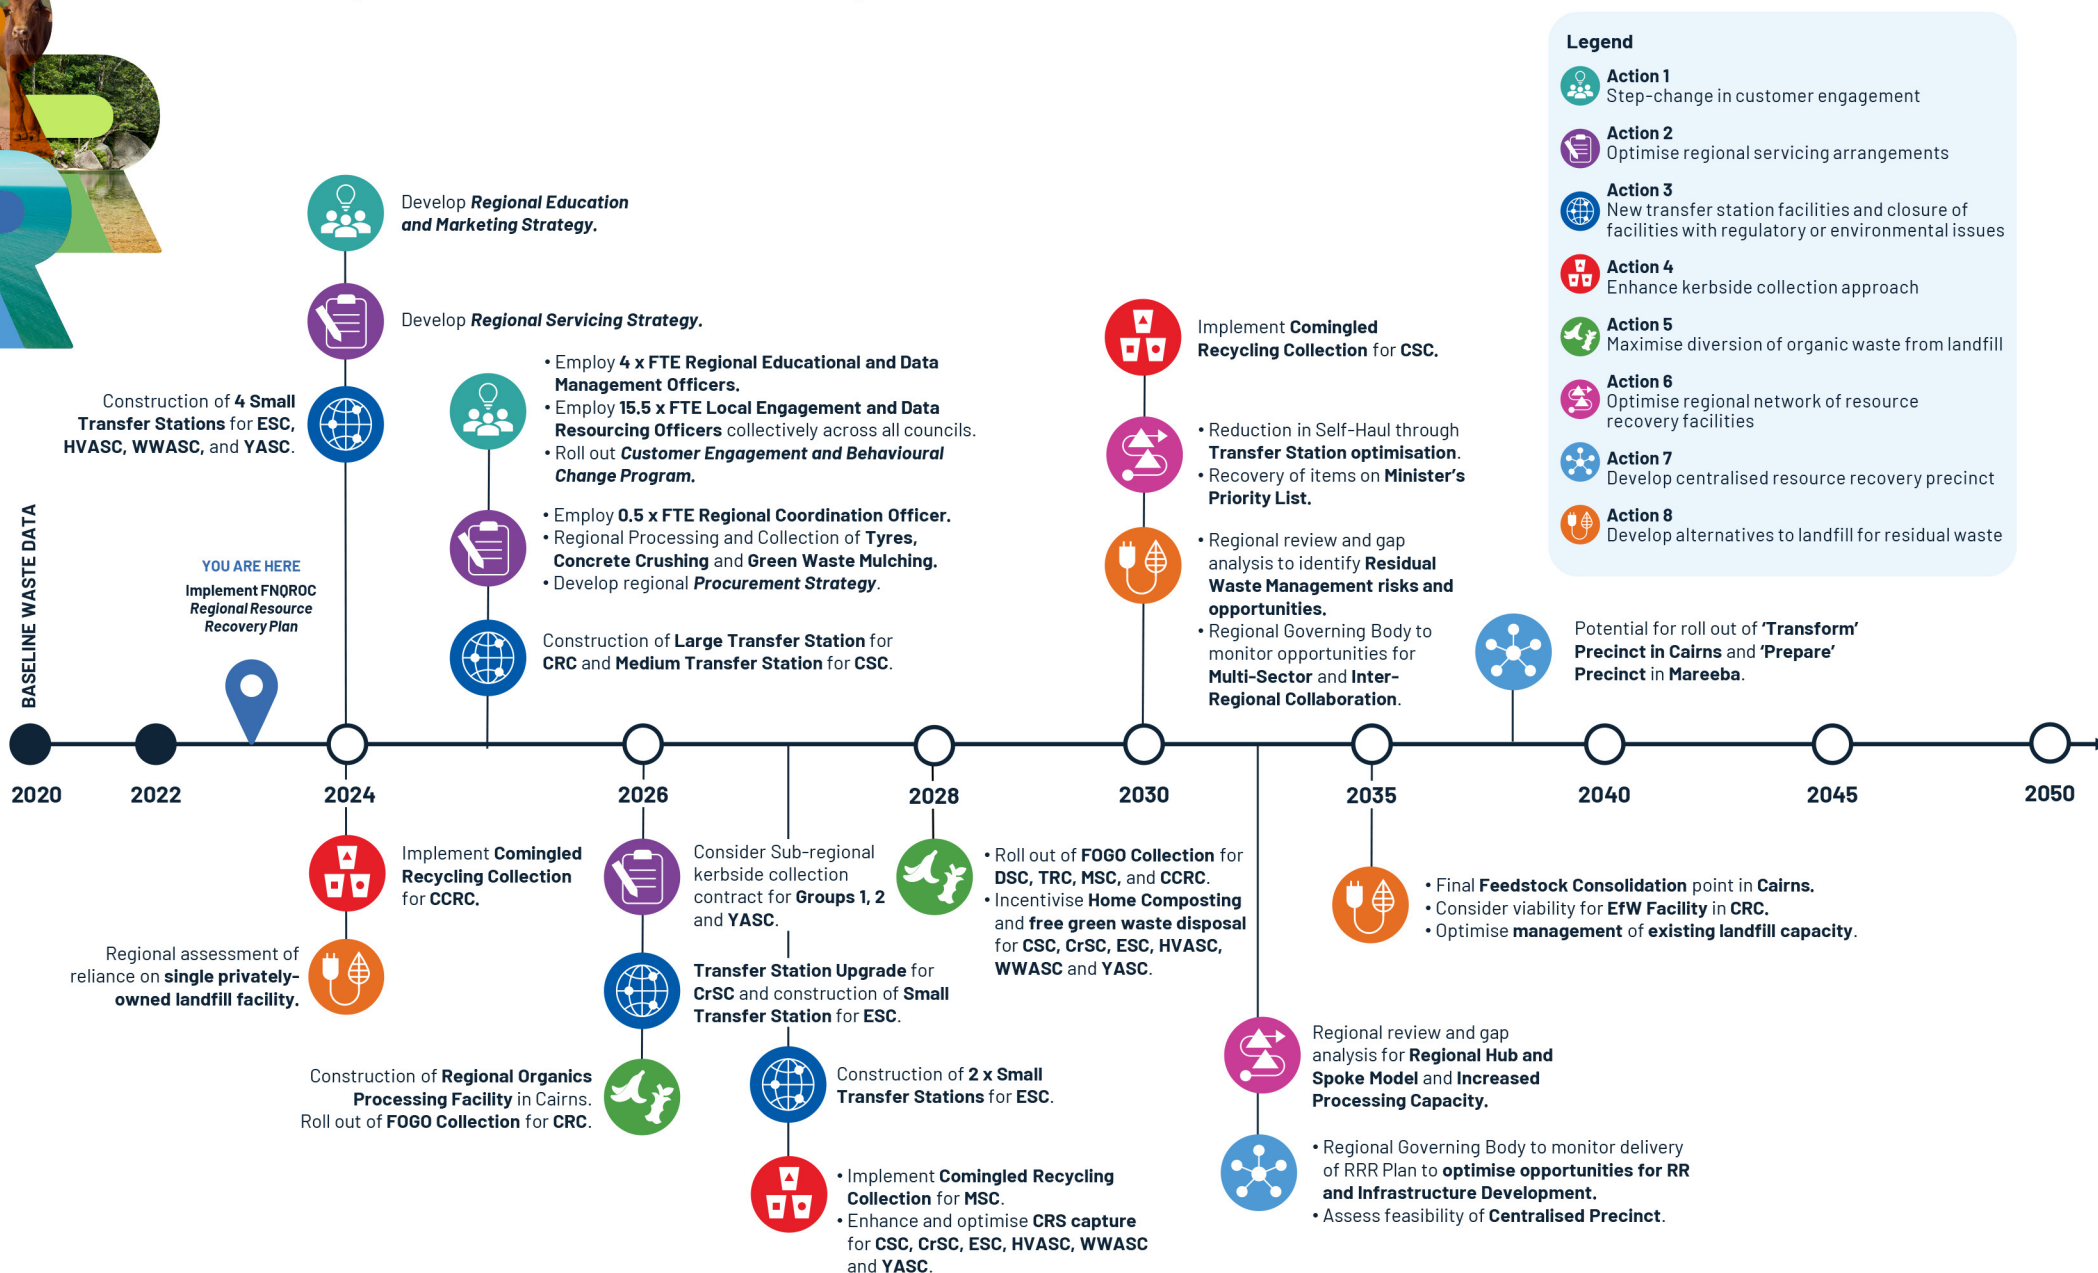 Legend
Action 1
Step-change in customer engagement
Action 2
Optimise regional servicing arrangements
Action 3
New transfer station facilities and closure of
facilities with regulatory or environmental issues
Action 4
Enhance kerbside collection approach
Action 5
Maximise diversion of organic waste from landfill
Action 6
Optimise regional network of resource
recovery facilities
Action 7
Develop centralised resource recovery precinct
Action 8
Develop alternatives to landfill for residual waste
Develop Regional Education
and Marketing Strategy.
Develop Regional Servicing Strategy.
Construction of 4 Small
Transfer Stations for ESC,
HVASC, WWASC, and YASC.
• Employ 4 x FTE Regional Educational and Data
Management Officers.
• Employ 15.5 x FTE Local Engagement and Data
Resourcing Officers collectively across all councils.
• Roll out Customer Engagement and Behavioural
Change Program.
• Employ 0.5 x FTE Regional Coordination Officer.
• Regional Processing and Collection of Tyres,
Concrete Crushing and Green Waste Mulching.
• Develop regional Procurement Strategy.
Construction of Large Transfer Station for
CRC and Medium Transfer Station for CSC.
Implement Comingled
Recycling Collection for CSC.
• Reduction in Self-Haul through
Transfer Station optimisation.
• Recovery of items on Minister's
Priority List.
• Regional review and gap
analysis to identify Residual
Waste Management risks and
opportunities.
• Regional Governing Body to
monitor opportunities for
Multi-Sector and Inter-
Regional Collaboration.
Potential for roll out of ‘Transform’
Precinct in Cairns and ‘Prepare’
Precinct in Mareeba.
BASELINE WASTE DATA
YOU ARE HERE
Implement FNQROC
Regional Resource
Recovery Plan
2020
2022
2024
2026
2028
2030
2035
2040
2045
2050
Implement Comingled
Recycling Collection
for CCRC.
Regional assessment of
reliance on single privately-
owned landfill facility.
Consider Sub-regional
kerbside collection
contract for Groups 1, 2
and YASC.
Transfer Station Upgrade for
CrSC and construction of Small
Transfer Station for ESC.
Construction of Regional Organics
Processing Facility in Cairns.
Roll out of FOGO Collection for CRC.
Construction of 2 x Small
Transfer Stations for ESC.
• Implement Comingled Recycling
Collection for MSC.
• Enhance and optimise CRS capture
for CSC, CrSC, ESC, HVASC, WWASC
and YASC.
• Roll out of FOGO Collection for
DSC, TRC, MSC, and CCRC.
• Incentivise Home Composting
and free green waste disposal
for CSC, CrSC, ESC, HVASC,
WWASC and YASC.
• Final Feedstock Consolidation point in Cairns.
• Consider viability for EfW Facility in CRC.
• Optimise management of existing landfill capacity.
Regional review and gap
analysis for Regional Hub and
Spoke Model and Increased
Processing Capacity.
• Regional Governing Body to monitor delivery
of RRR Plan to optimise opportunities for RR
and Infrastructure Development.
• Assess feasibility of Centralised Precinct.